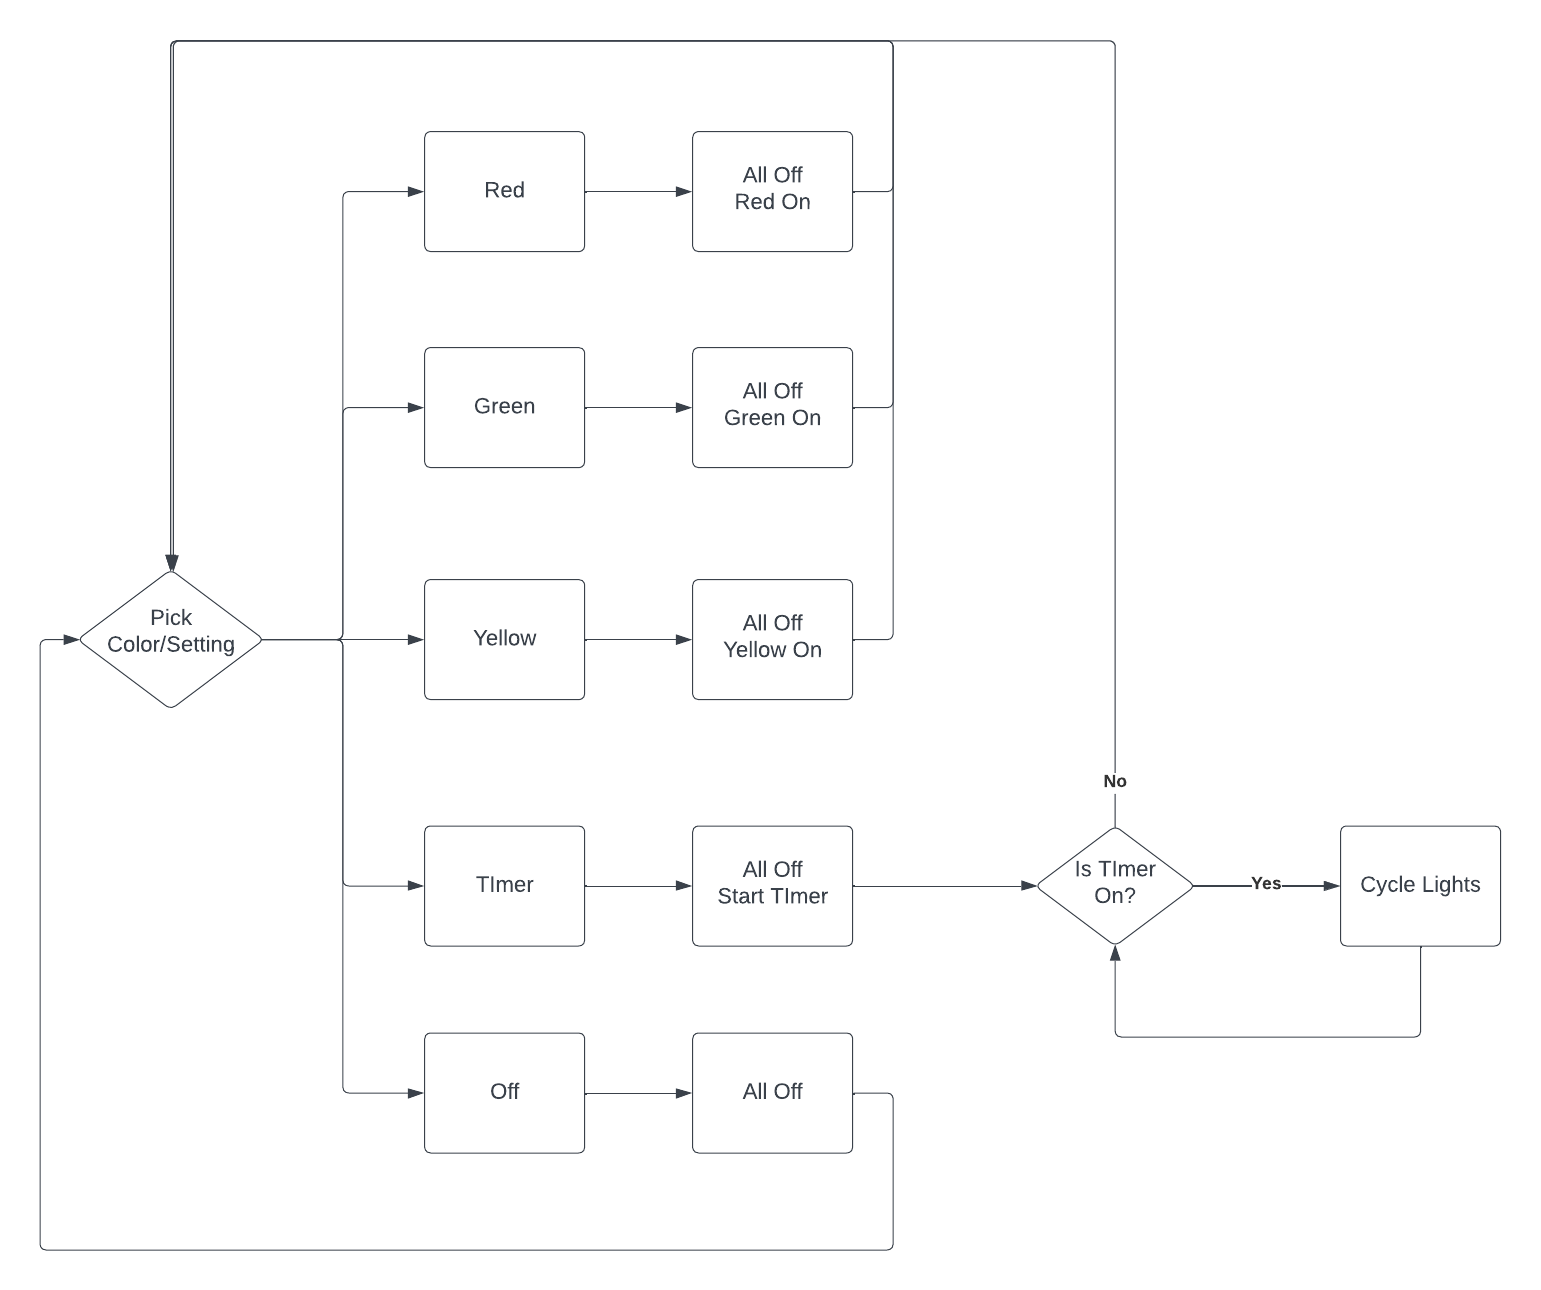 Red
All Off
Red On
Green
All Off
Green On
Pick
Color/Setting
Yellow
All Off
Yellow On
No
TImer
All Off
Start TImer
Is TImer
On?
Yes
Cycle Lights
Off
All Off